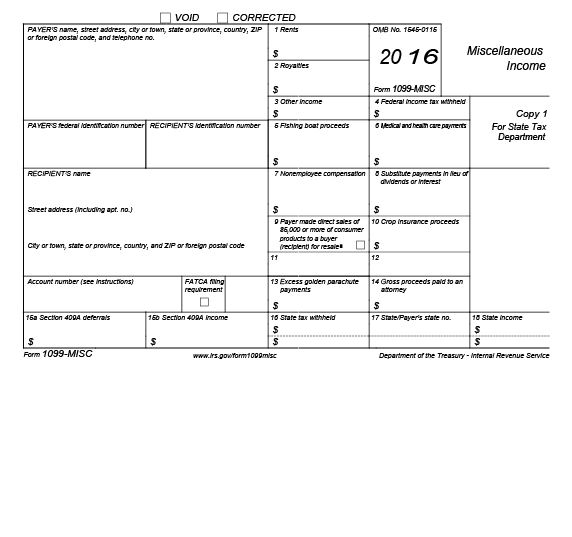 VOID CORRECTED
PAYER'S name, street address, city or town, state or province, country, ZIP
or foreign postal code, and telephone no.
1 Rents
$
2 Royalties
$
OMB No. 1545-0115
2016
Form 1099-MISC
Miscellaneous
Income
3 Other income
$
4 Federal income tax withheld
$
Copy 1
For State Tax
Department
PAYER'S federal identification number
RECIPIENT'S identification number
5 Fishing boat proceeds
$
6 Medical and health care payments
$
RECIPIENT'S name
7 Nonemployee compensation
$
8 Substitute payments in lieu of
dividends or interest
$
Street address (including apt. no.)
9 Payer made direct sales of
$5,000 or more of consumer
products to a buyer
(recipient) for resale
10 Crop insurance proceeds
$
City or town, state or province, country, and ZIP or foreign postal code
11
12
Account number (see instructions)
FATCA filing
requirement
13 Excess golden parachute
payments
$
14 Gross proceeds paid to an
attorney
$
15a Section 409A deferrals
$
15b Section 409A income
$
16 State tax withheld
$
$
17 State/Payer's state no.
18 State income
$
$
Form 1099-MISC
www.irs.gov/form1099misc
Department of the Treasury - Internal Revenue Service